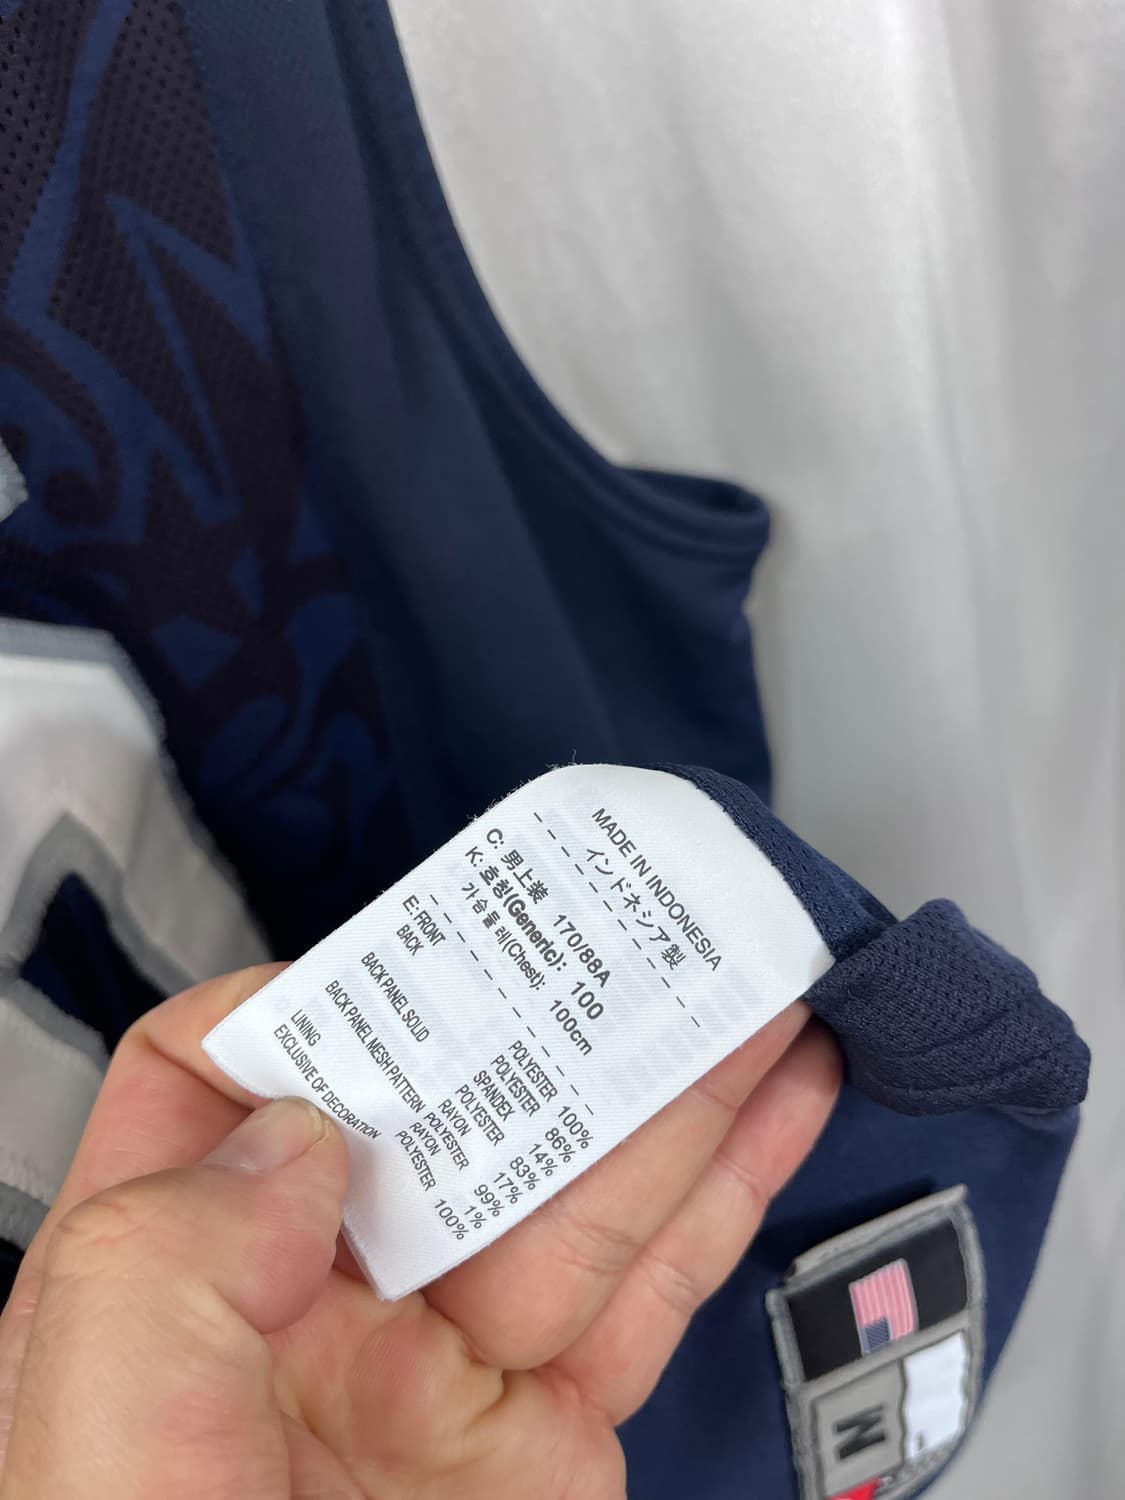 MADE IN INDONESIA
インドネシア製
C: 男上装 170/88A
K: 호칭(Generic): 100
가슴둘레(Chest): 100cm
E: FRONT POLYESTER 100%
BACK POLYESTER 86%
SPANDEX 14%
BACK PANEL SOLID POLYESTER 83%
RAYON 17%
BACK PANEL MESH PATTERN POLYESTER 99%
RAYON 1%
LINING POLYESTER 100%
EXCLUSIVE OF DECORATION
M